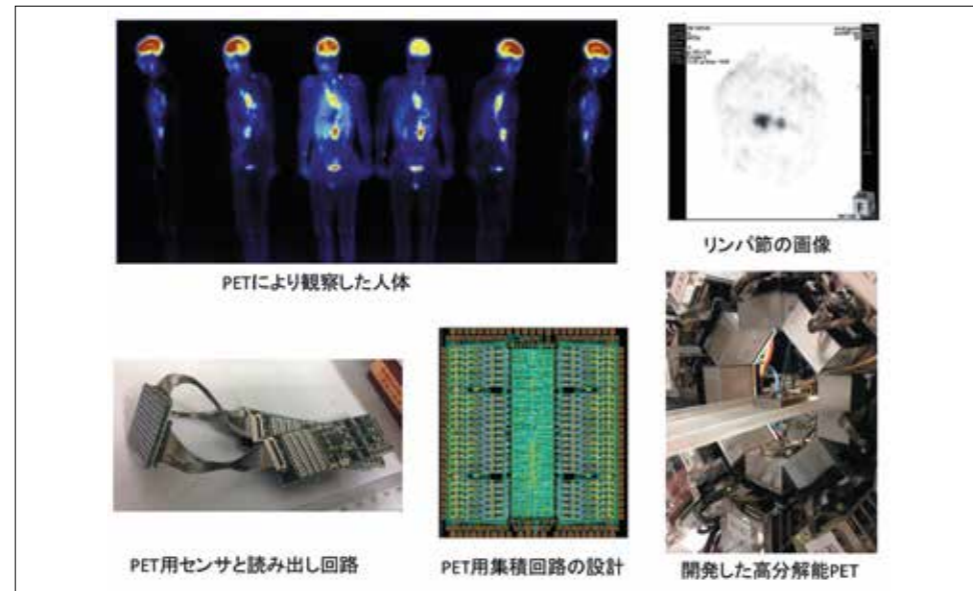 PETにより観察した人体
リンパ節の画像
PET用センサと読み出し回路
PET用集積回路の設計
開発した高分解能PET